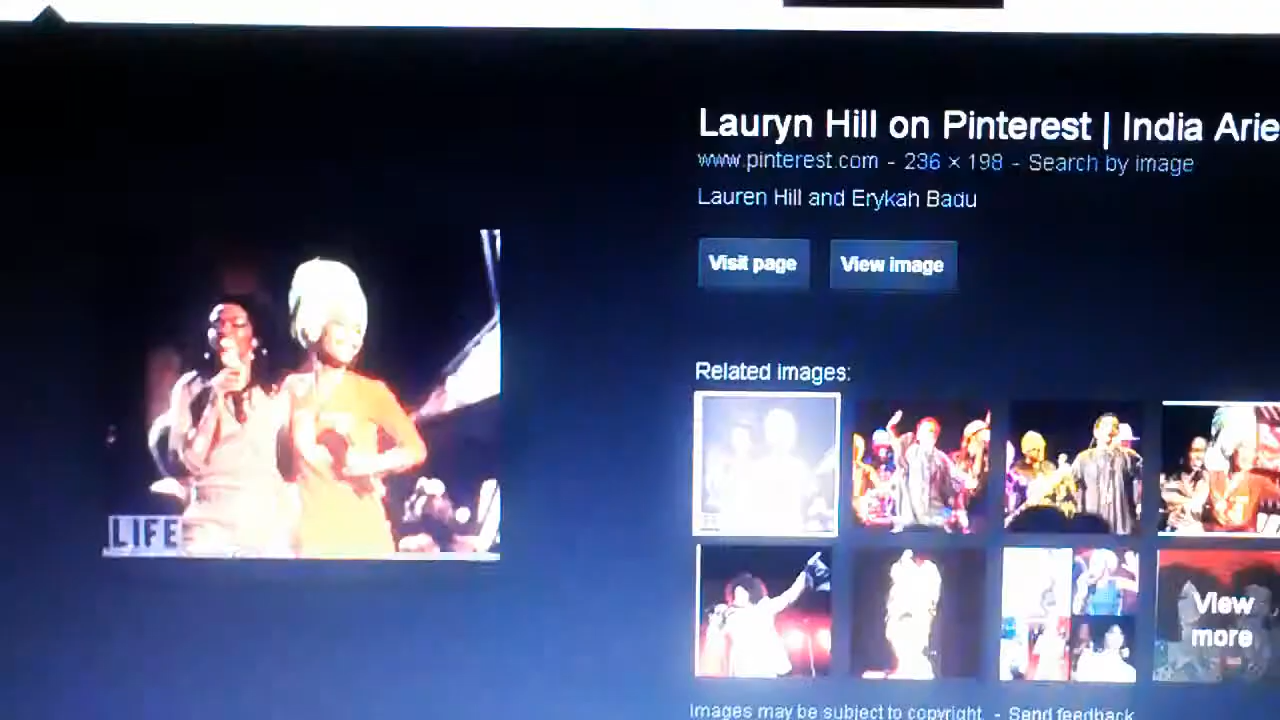 Lauryn Hill on Pinterest | India Arie
www.pinterest.com - 236 × 198 - Search by image
Lauren Hill and Erykah Badu
Visit page
View image
Related images:
LIFE
View
more
Images may be subject to copyright. - Send feedback